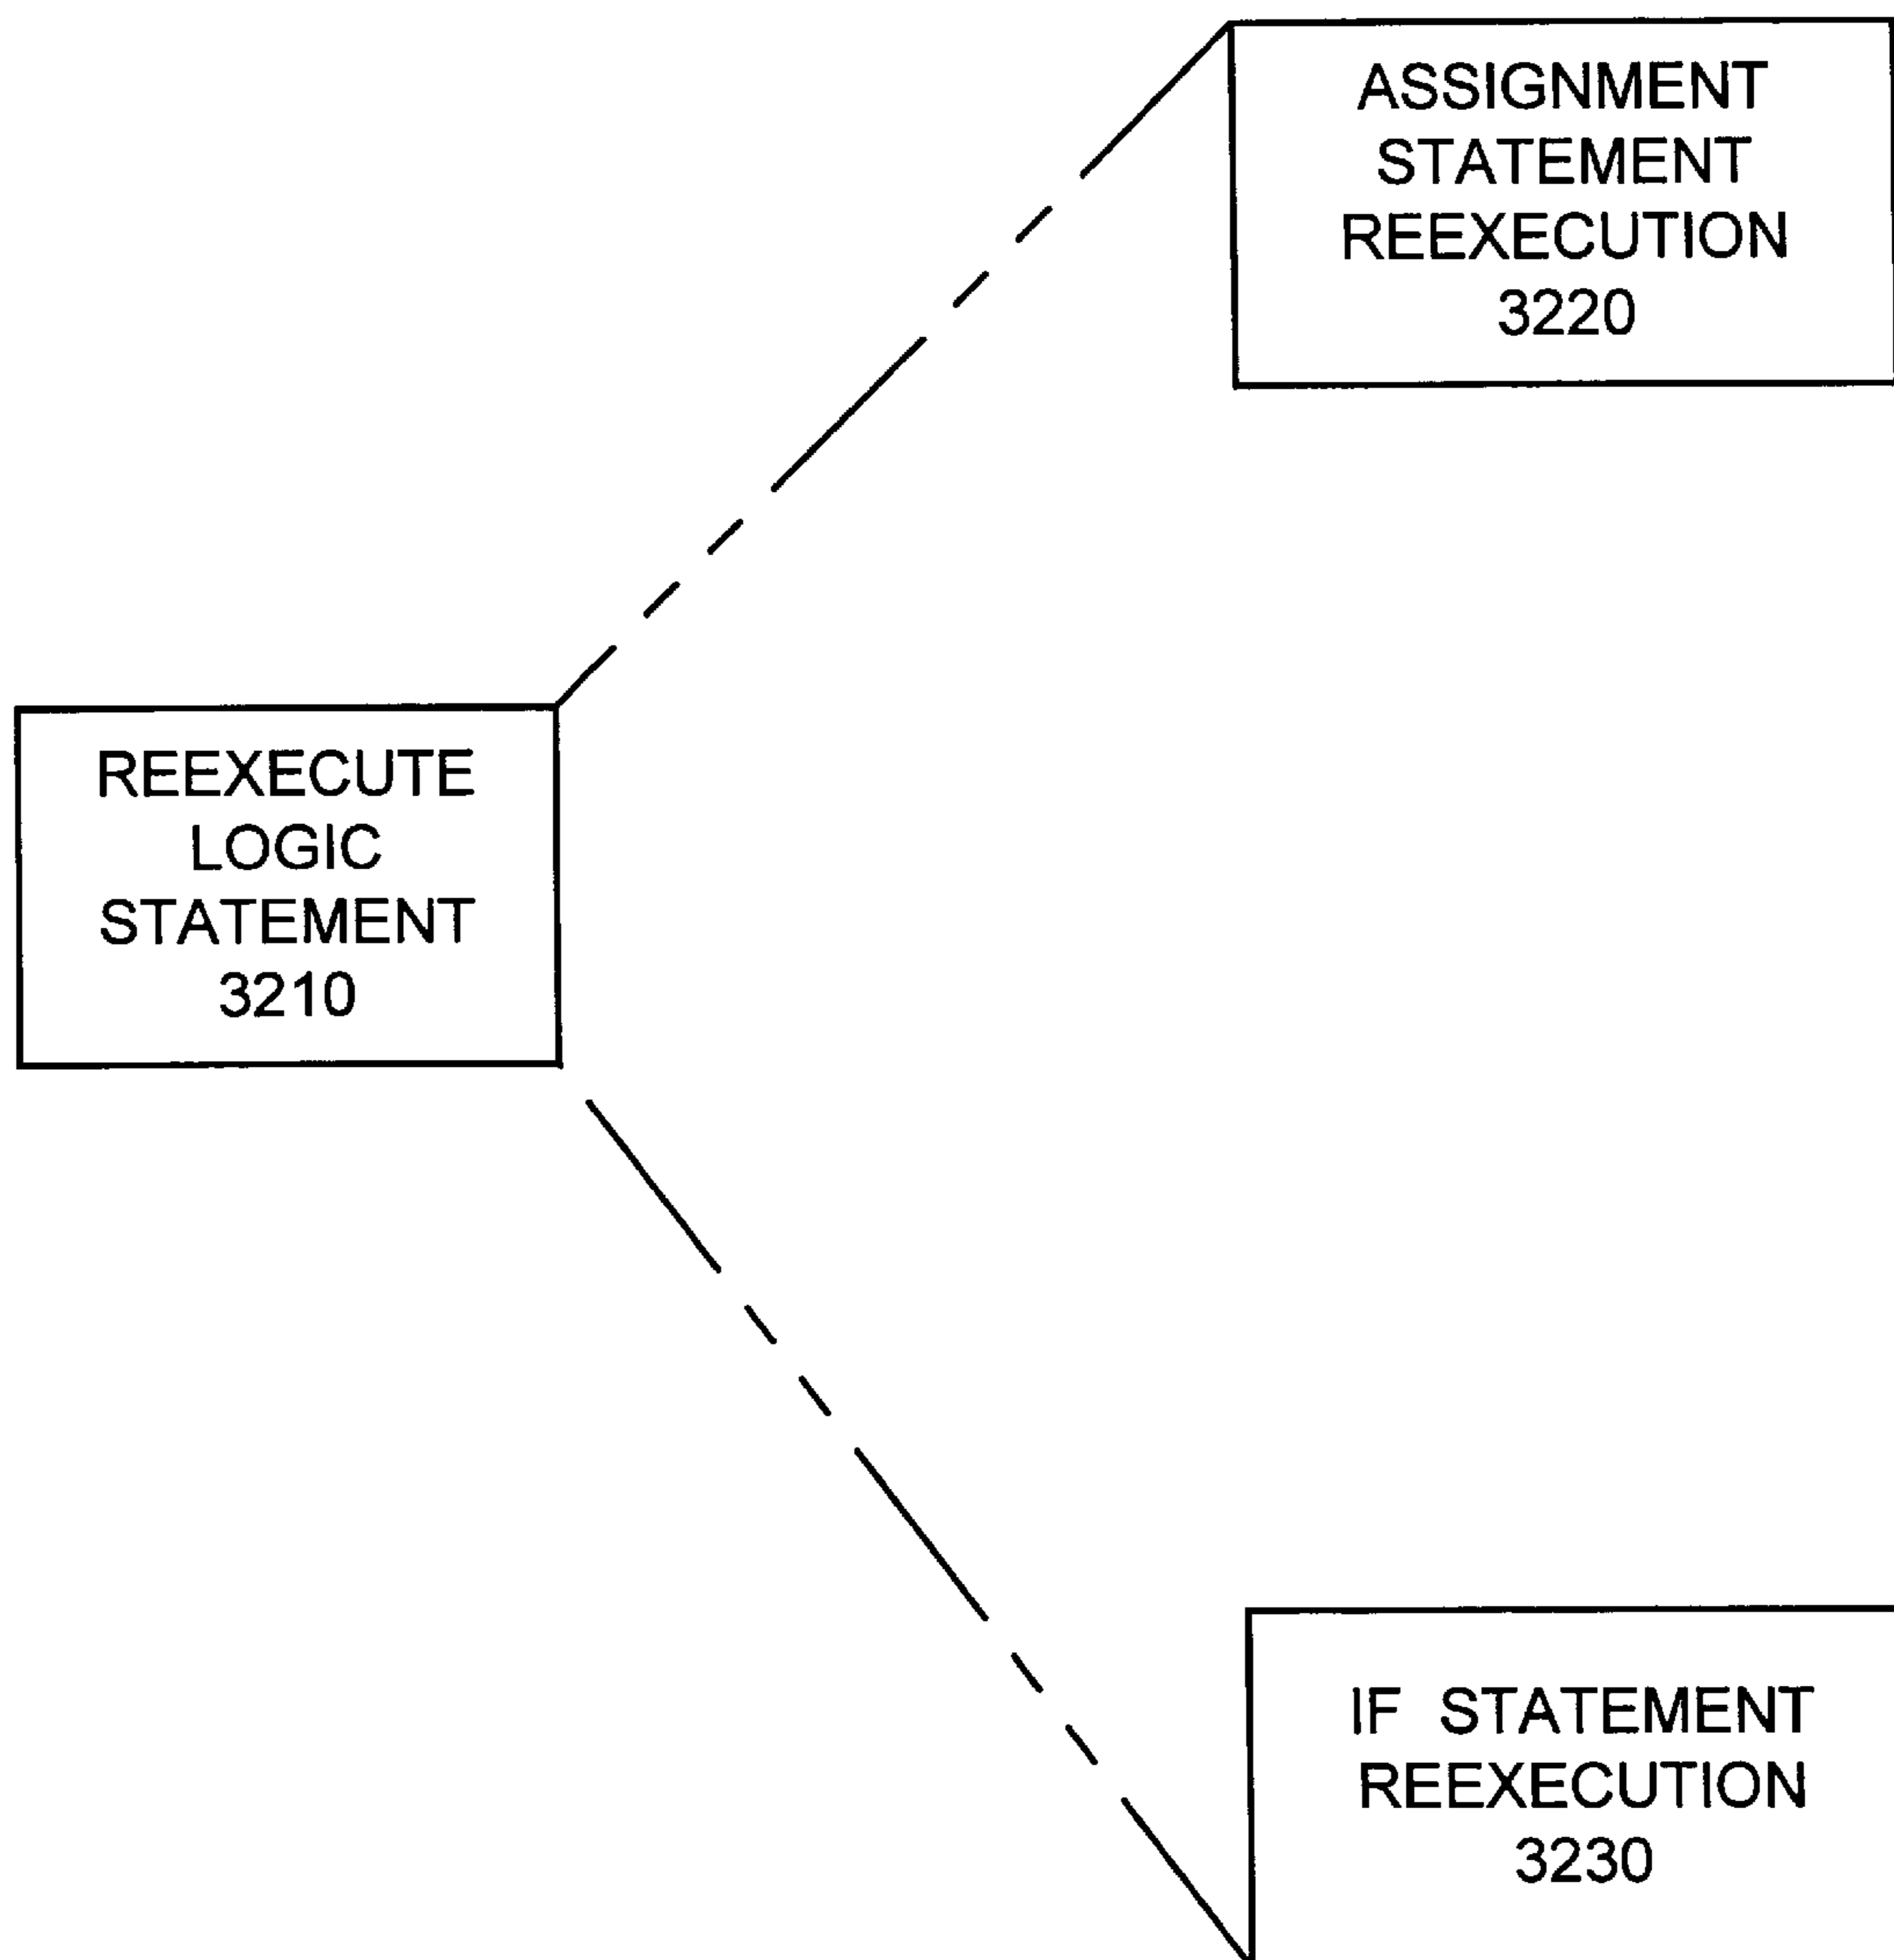 ASSIGNMENT
STATEMENT
REEXECUTION
3220
REEXECUTE
LOGIC
STATEMENT
3210
IF STATEMENT
REEXECUTION
3230